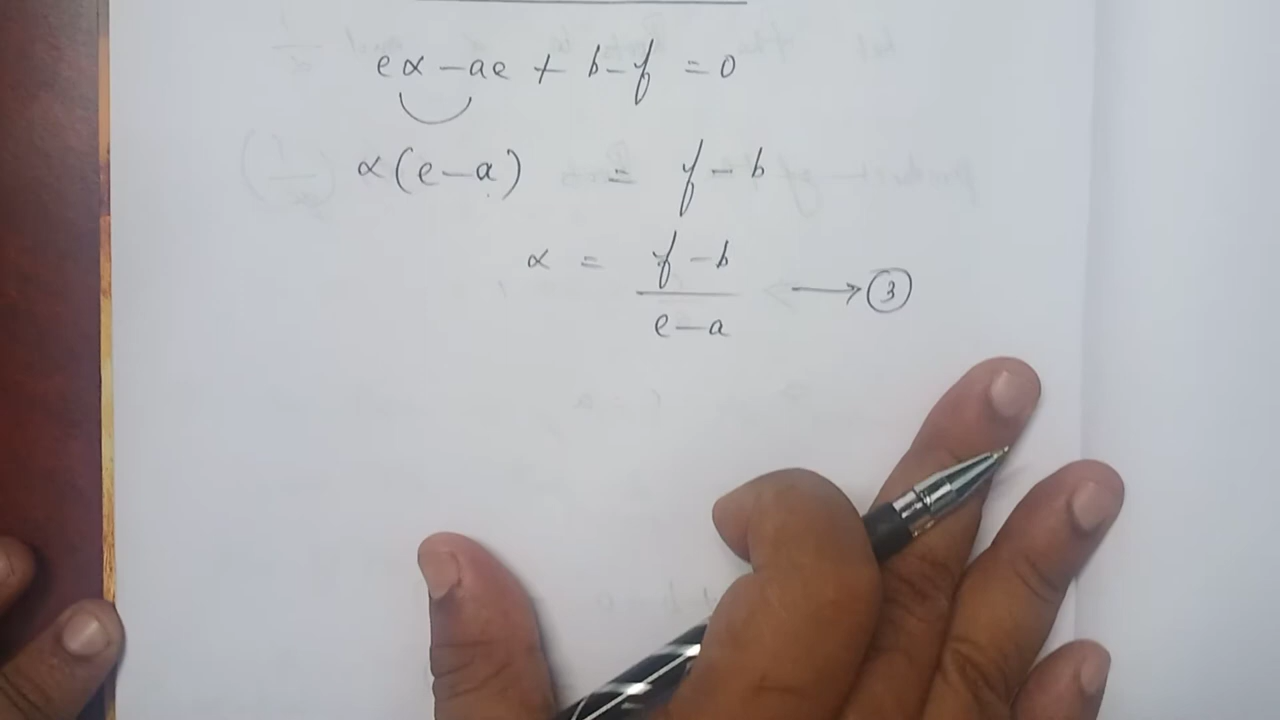 eα - ae + b - f = 0
α(e - a) = f - b
α = f - b / e - a → ③